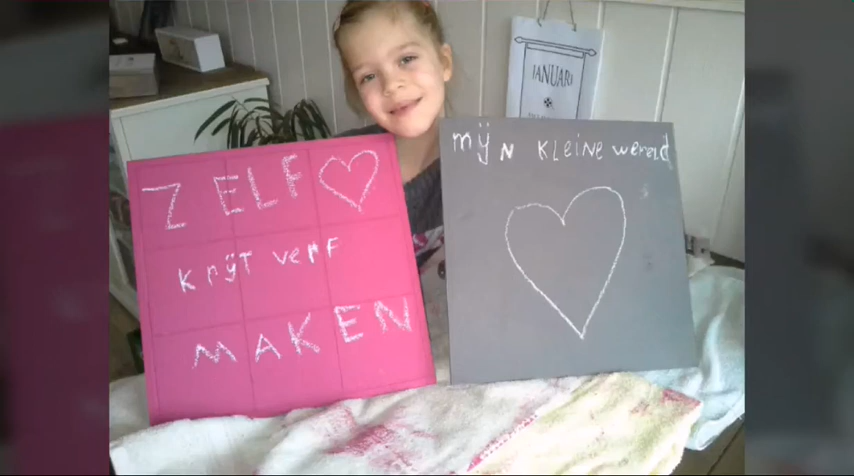 ZELF
KRIJT VERF
MAKEN
mijN KLEiNE wereld
JANUARI